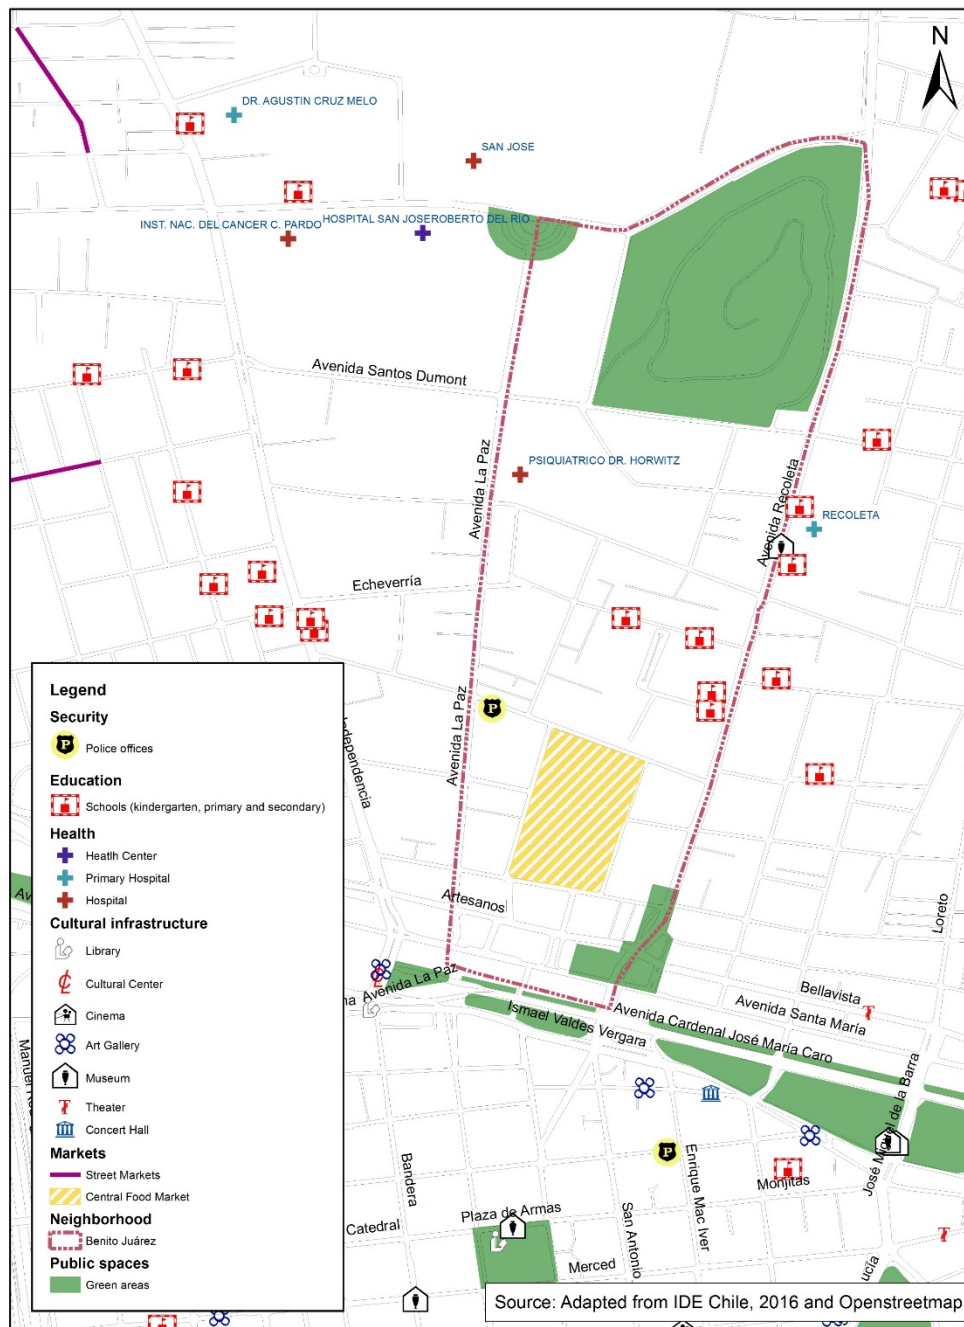 N
DR. AGUSTIN CRUZ MELO
SAN JOSE
INST. NAC. DEL CANCER C. PARDO
HOSPITAL SAN JOSEROBERTO DEL RIO
Avenida Santos Dumont
Avenida La Paz
PSIQUIATRICO DR. HORWITZ
Avenida Recoleta
RECOLETA
Echeverría
Avenida La Paz
Independencia
Artesanos
Loreto
Avenida La Paz
Bellavista
Avenida Santa María
Ismael Valdes Vergara
Avenida Cardenal José María Caro
José Miguel de la Barra
Enrique Mac Iver
Monjitas
Bandera
Plaza de Armas
Catedral
San Antonio
Merced
Legend
Security
P
Police offices
Education
Schools (kindergarten, primary and secondary)
Health
Heatlh Center
Primary Hospital
Hospital
Cultural infrastructure
Library
Cultural Center
Cinema
Art Gallery
Museum
Theater
Concert Hall
Markets
Street Markets
Central Food Market
Neighborhood
Benito Juárez
Public spaces
Green areas
Source: Adapted from IDE Chile, 2016 and Openstreetmap